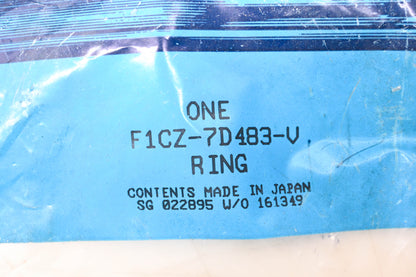 ONE
F1CZ-7D483-V
RING
CONTENTS MADE IN JAPAN
SG 022895 W/O 161349